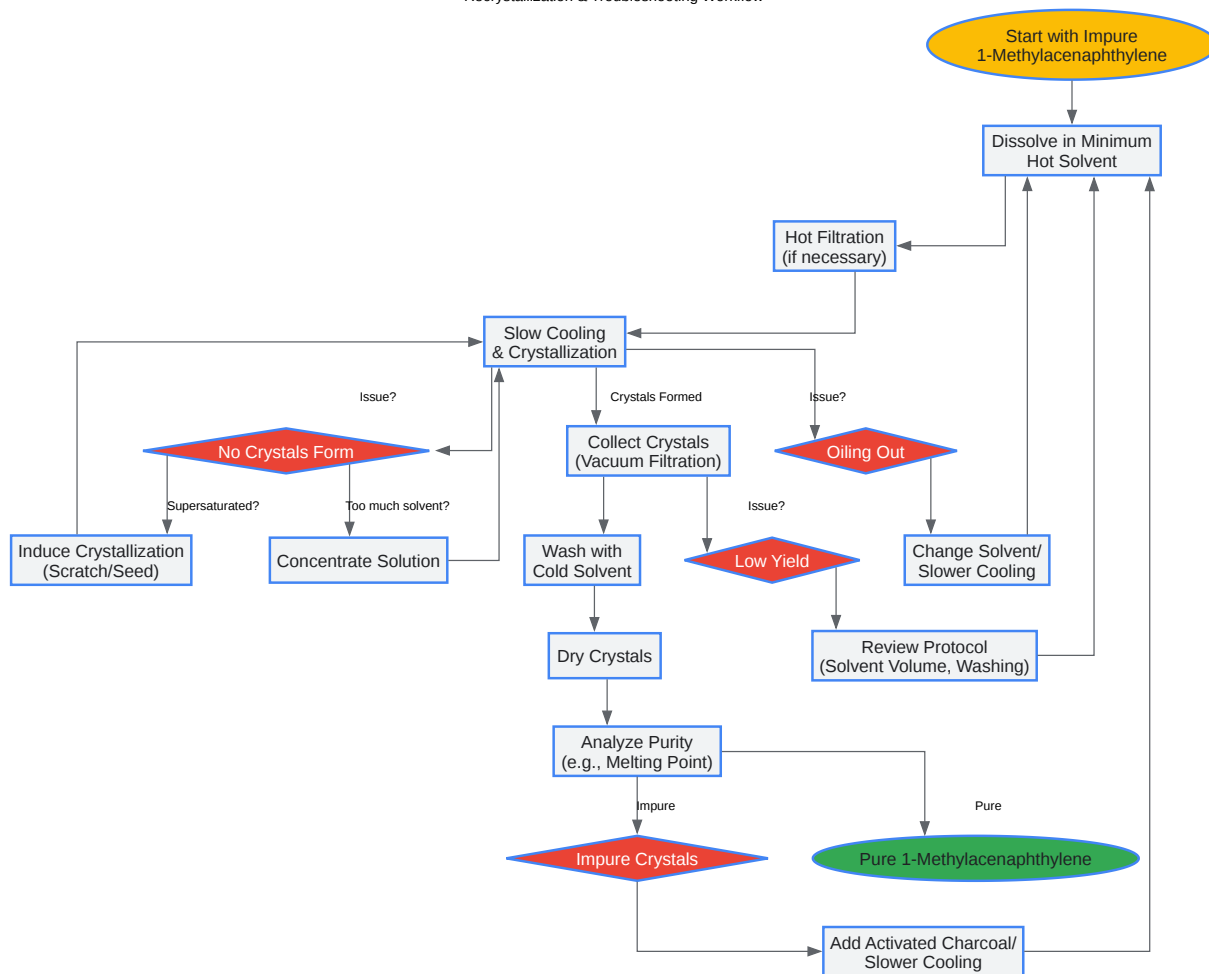 Recrystallization & Troubleshooting Workflow
Start with Impure
1-Methylacenaphthylene
Dissolve in Minimum
Hot Solvent
Hot Filtration
(if necessary)
Slow Cooling
& Crystallization
Issue?
Crystals Formed
Issue?
No Crystals Form
Collect Crystals
(Vacuum Filtration)
Oiling Out
Supersaturated?
Too much solvent?
Issue?
Induce Crystallization
(Scratch/Seed)
Concentrate Solution
Wash with
Cold Solvent
Low Yield
Change Solvent/
Slower Cooling
Dry Crystals
Review Protocol
(Solvent Volume, Washing)
Analyze Purity
(e.g., Melting Point)
Impure
Pure
Impure Crystals
Pure 1-Methylacenaphthylene
Add Activated Charcoal/
Slower Cooling